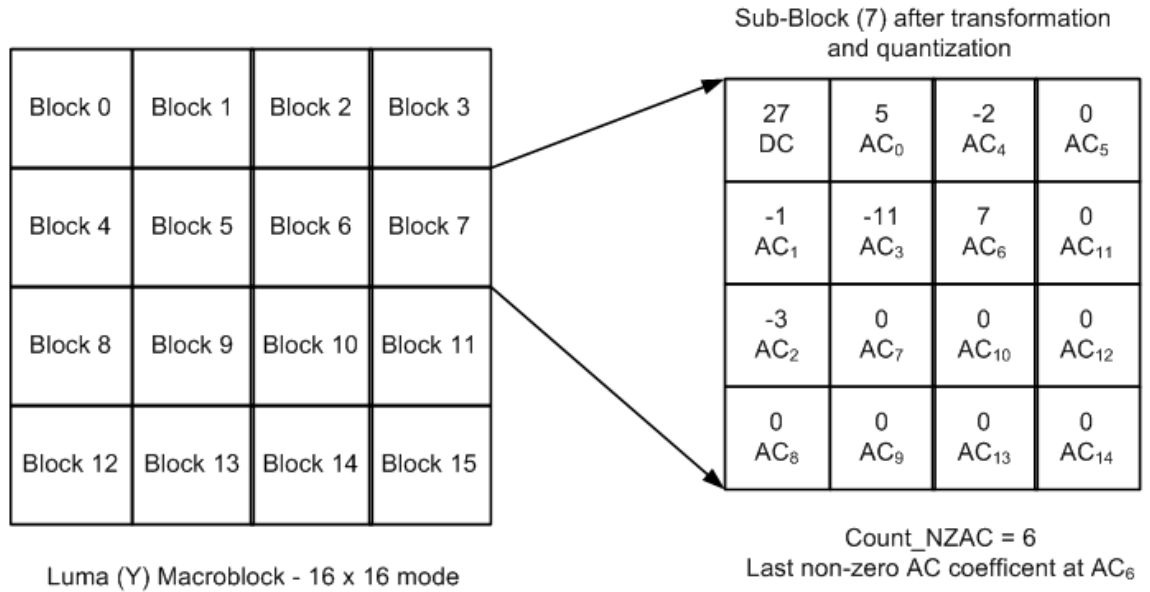 Sub-Block (7) after transformation
and quantization
Block 0 Block 1 Block 2 Block 3
Block 4 Block 5 Block 6 Block 7
Block 8 Block 9 Block 10 Block 11
Block 12 Block 13 Block 14 Block 15
27 5 -2 0
DC AC₀ AC₄ AC₅
-1 -11 7 0
AC₁ AC₃ AC₆ AC₁₁
-3 0 0 0
AC₂ AC₇ AC₁₀ AC₁₂
0 0 0 0
AC₈ AC₉ AC₁₃ AC₁₄
Luma (Y) Macroblock - 16 x 16 mode
Count_NZAC = 6
Last non-zero AC coefficent at AC₆